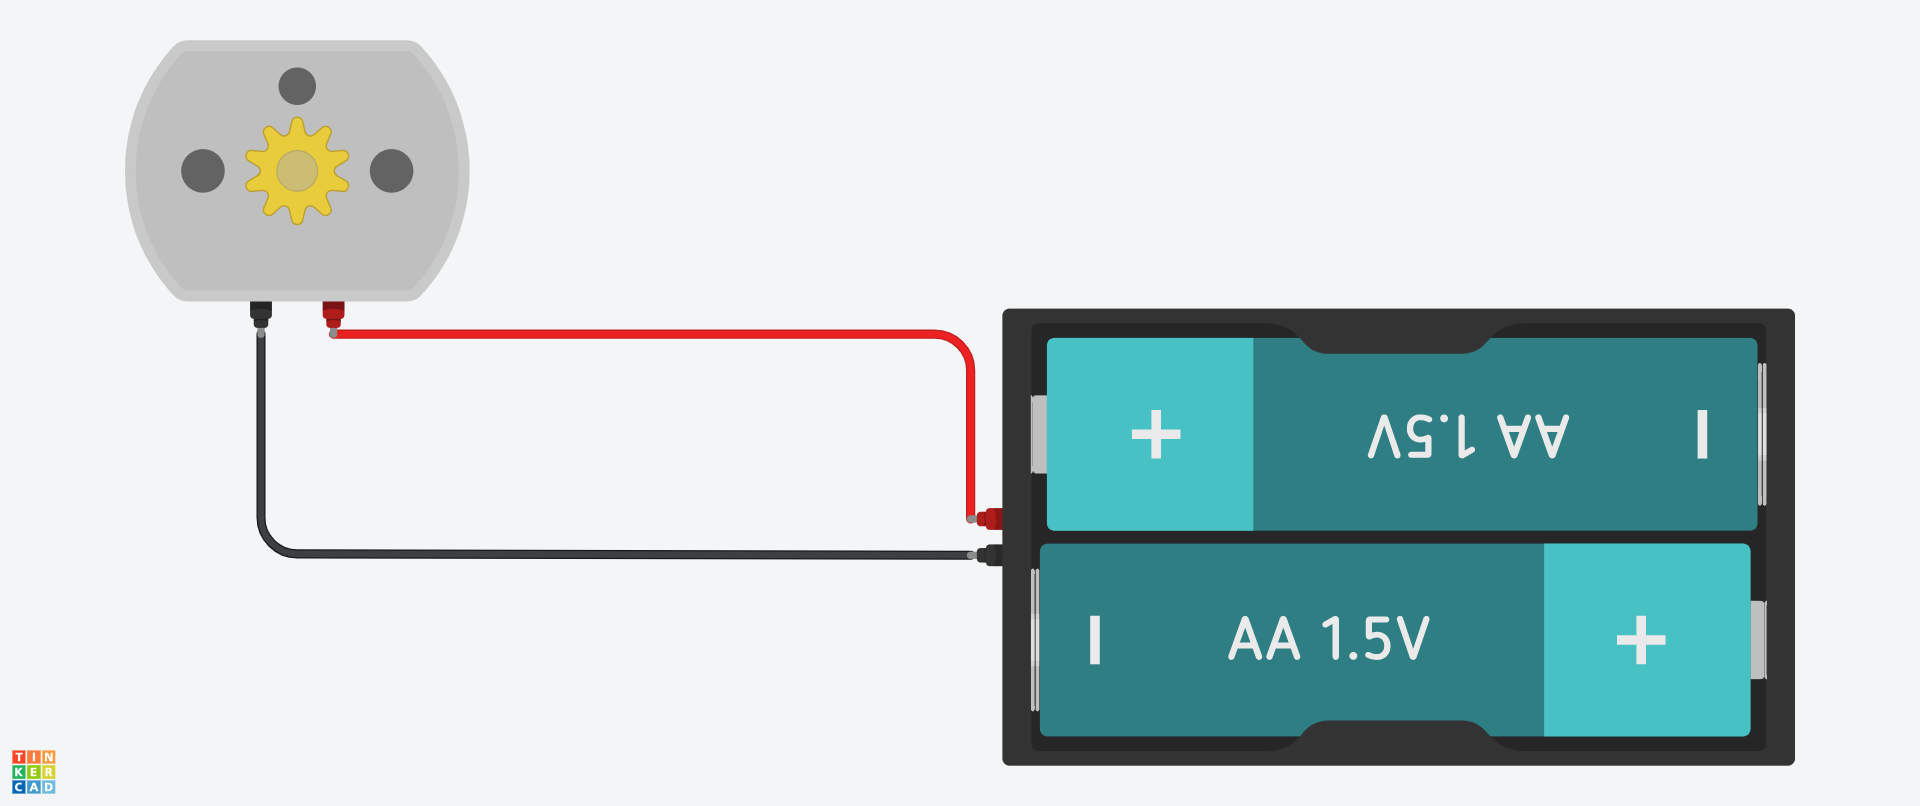 + AA 1.5V -
- AA 1.5V +
TIN
KER
CAD